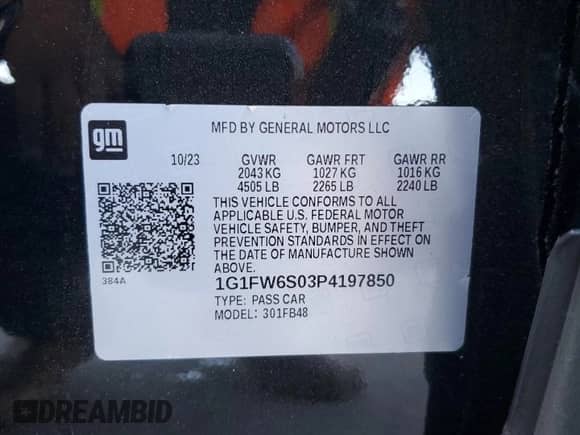 gm
MFD BY GENERAL MOTORS LLC
10/23 GVWR GAWR FRT GAWR RR
2043 KG 1027 KG 1016 KG
4505 LB 2265 LB 2240 LB
THIS VEHICLE CONFORMS TO ALL
APPLICABLE U.S. FEDERAL MOTOR
VEHICLE SAFETY, BUMPER, AND THEFT
PREVENTION STANDARDS IN EFFECT ON
THE DATE OF MANUFACTURE SHOWN
ABOVE.
384A
1G1FW6S03P4197850
TYPE: PASS CAR
MODEL: 301FB48
DREAMBID